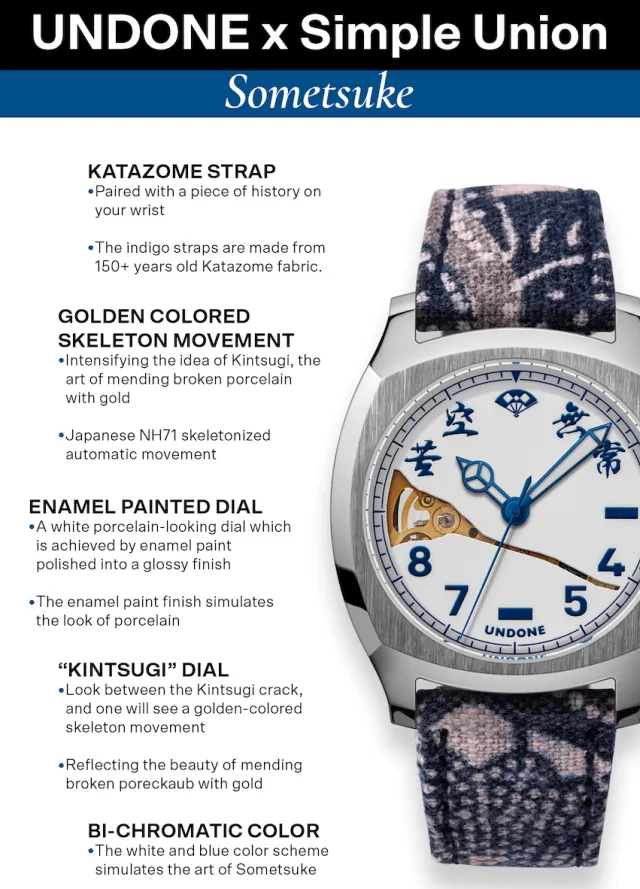 UNDONE x Simple Union
Sometsuke
KATAZOME STRAP
•Paired with a piece of history on
your wrist
•The indigo straps are made from
150+ years old Katazome fabric.
GOLDEN COLORED
SKELETON MOVEMENT
•Intensifying the idea of Kintsugi, the
art of mending broken porcelain
with gold
•Japanese NH71 skeletonized
automatic movement
ENAMEL PAINTED DIAL
•A white porcelain-looking dial which
is achieved by enamel paint
polished into a glossy finish
•The enamel paint finish simulates
the look of porcelain
“KINTSUGI” DIAL
•Look between the Kintsugi crack,
and one will see a golden-colored
skeleton movement
•Reflecting the beauty of mending
broken poreckaub with gold
BI-CHROMATIC COLOR
•The white and blue color scheme
simulates the art of Sometsuke
空 無
苦 常
8 4
7 5
UNDONE